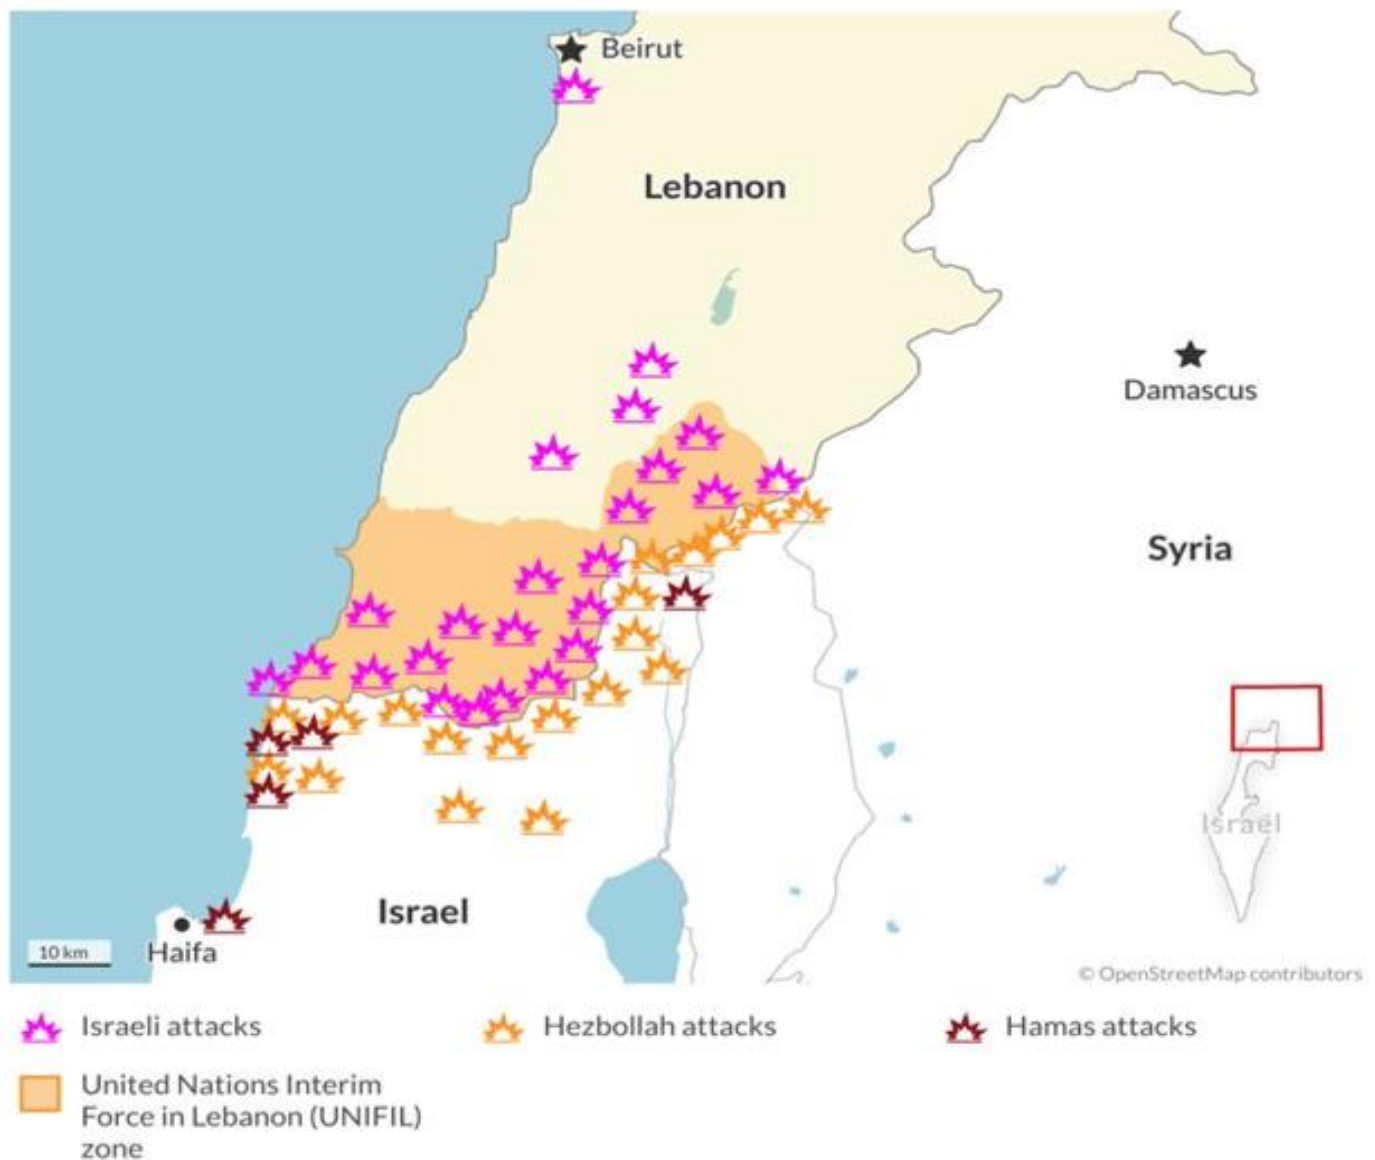 Beirut
Lebanon
Damascus
Syria
Israël
Israel
Haifa
10 km
© OpenStreetMap contributors
Israeli attacks
Hezbollah attacks
Hamas attacks
United Nations Interim
Force in Lebanon (UNIFIL)
zone